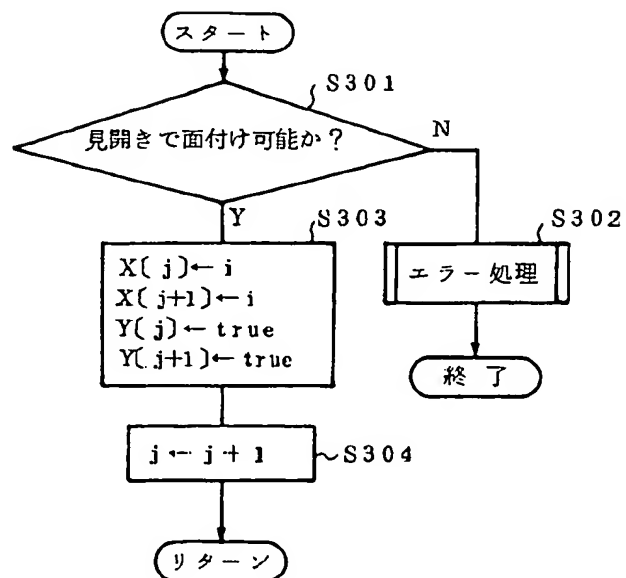 スタート
S301
見開きで面付け可能か?
N
Y
S303
S302
X(j)←i
X(j+1)←i
Y(j)←true
Y(j+1)←true
エラー処理
終了
j←j+1
S304
リターン